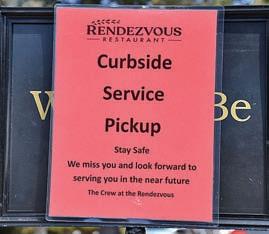 RENDEZVOUS
RESTAURANT
Curbside
Service
Pickup
W Be
Stay Safe
We miss you and look forward to
serving you in the near future
The Crew at the Rendezvous